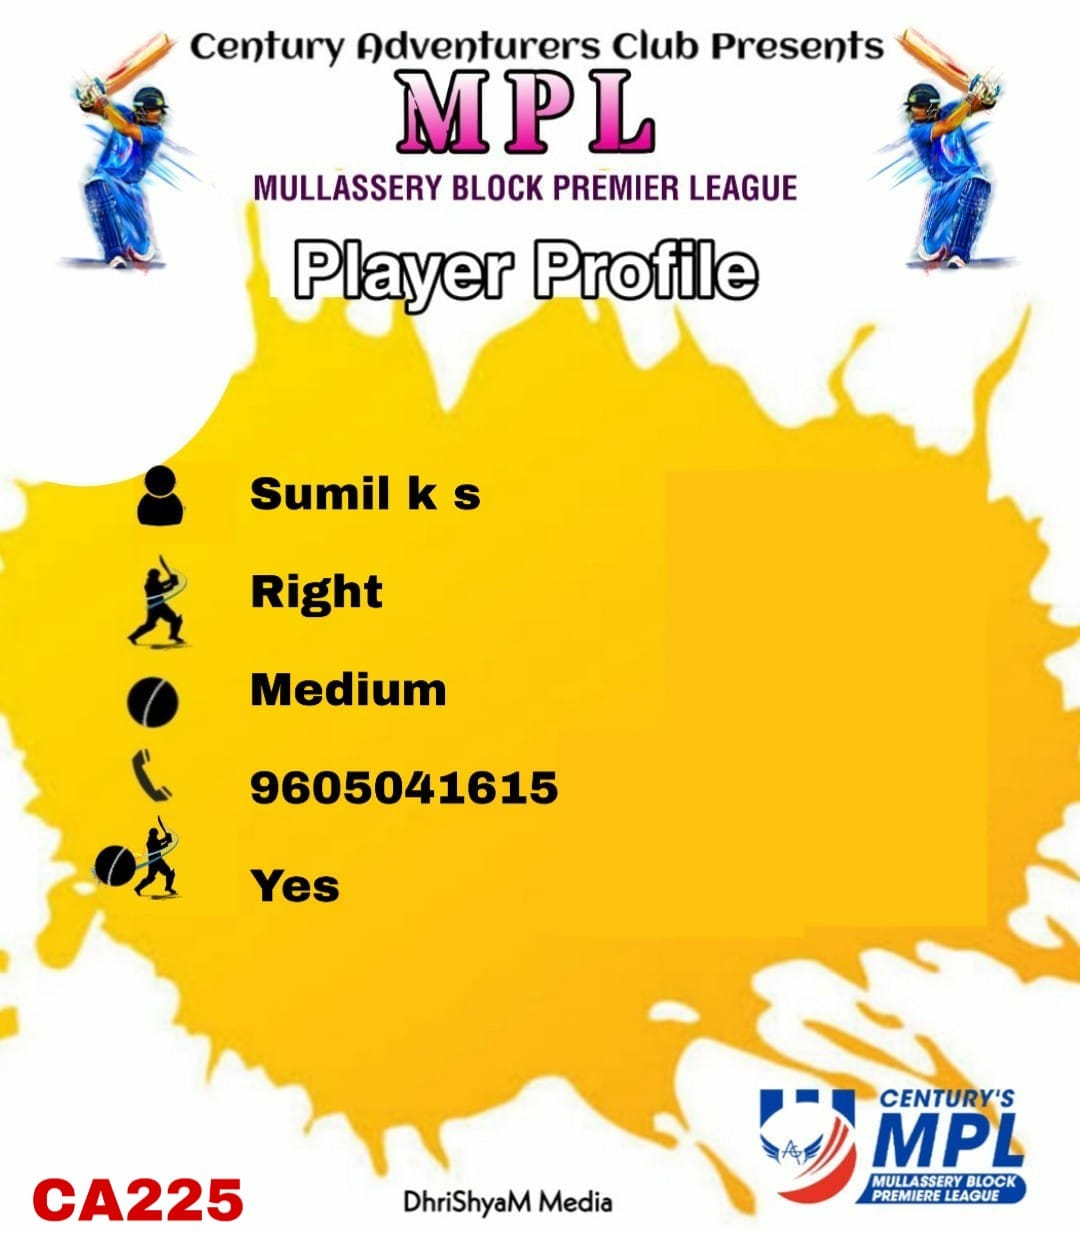 Century Adventurers Club Presents
MPL
MULLASSERY BLOCK PREMIER LEAGUE
Player Profile
Sumil k s
Right
Medium
9605041615
Yes
CENTURY'S
MPL
MULLASSERY BLOCK
PREMIERE LEAGUE
CA225
DhriShyaM Media